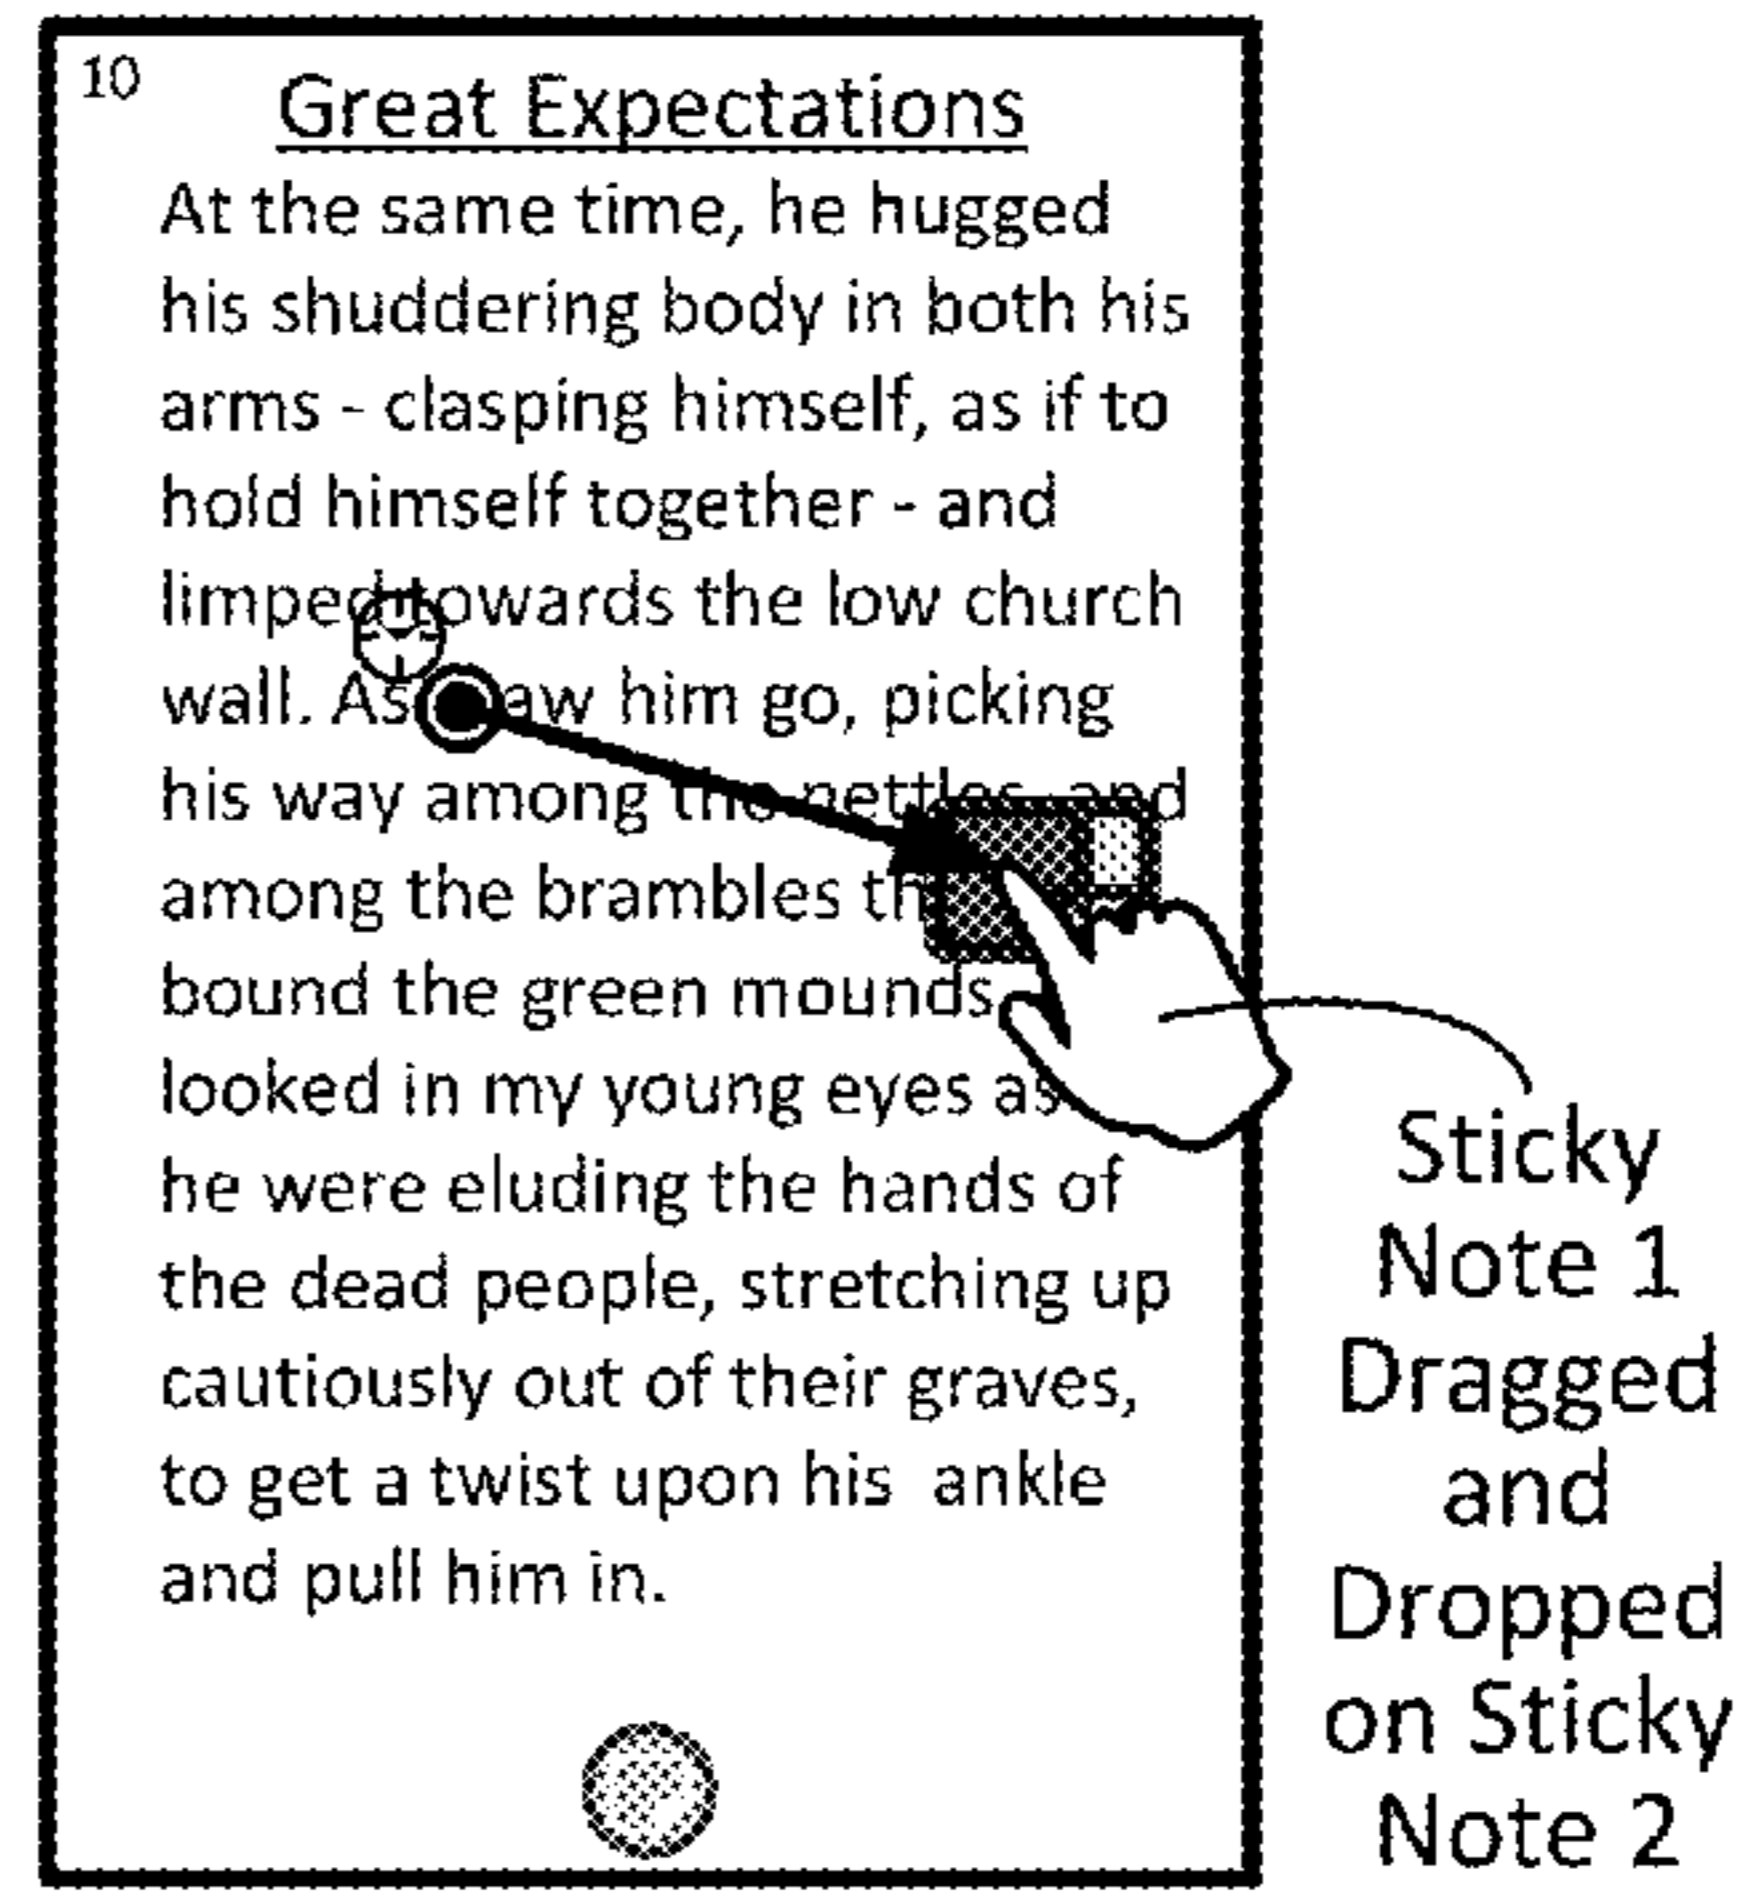 10
Great Expectations
At the same time, he hugged
his shuddering body in both his
arms - clasping himself, as if to
hold himself together - and
limped towards the low church
wall. As saw him go, picking
his way among the nettles, and
among the brambles
bound the green mounds,
looked in my young eyes as
he were eluding the hands of
the dead people, stretching up
cautiously out of their graves,
to get a twist upon his ankle
and pull him in.
Sticky
Note 1
Dragged
and
Dropped
on Sticky
Note 2